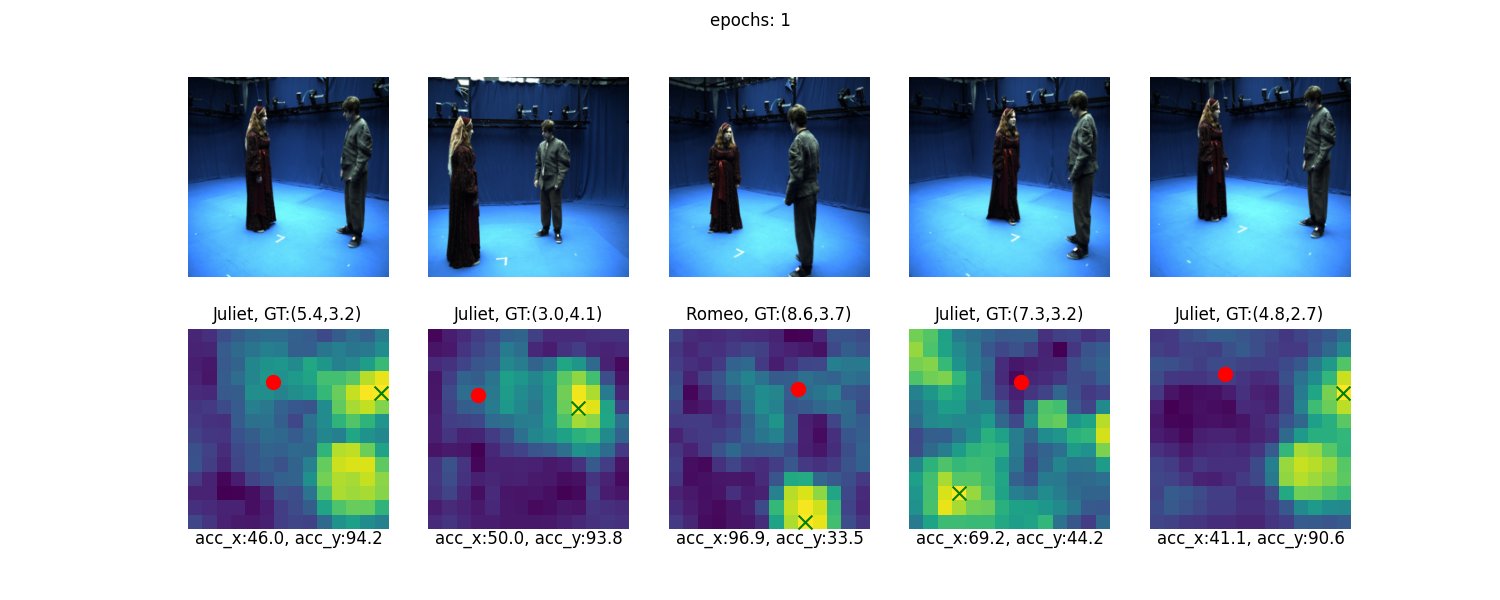 epochs: 1
Juliet, GT:(5.4,3.2)
Juliet, GT:(3.0,4.1)
Romeo, GT:(8.6,3.7)
Juliet, GT:(7.3,3.2)
Juliet, GT:(4.8,2.7)
acc_x:46.0, acc_y:94.2
acc_x:50.0, acc_y:93.8
acc_x:96.9, acc_y:33.5
acc_x:69.2, acc_y:44.2
acc_x:41.1, acc_y:90.6